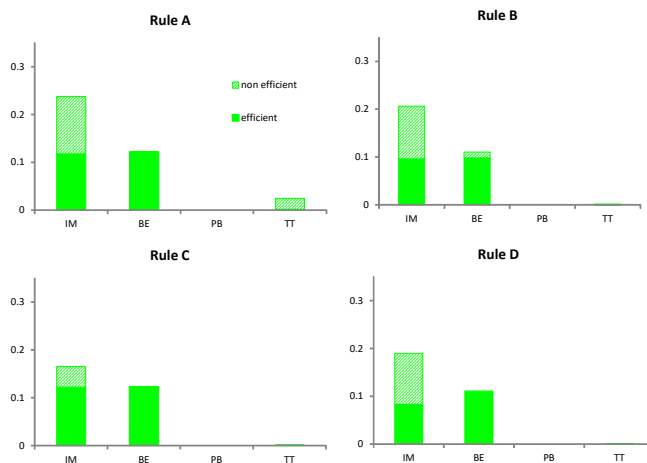 Rule A
0.3
0.2
0.1
0
non efficient
efficient
IM BE PB TT
Rule B
0.3
0.2
0.1
0
IM BE PB TT
Rule C
0.3
0.2
0.1
0
IM BE PB TT
Rule D
0.3
0.2
0.1
0
IM BE PB TT